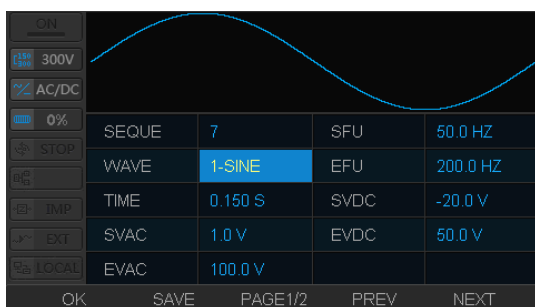 ON
300V
AC/DC
0%
STOP
IMP
EXT
LOCAL
SEQUE 7 SFU 50.0 HZ
WAVE 1-SINE EFU 200.0 HZ
TIME 0.150 S SVDC -20.0 V
SVAC 1.0 V EVDC 50.0 V
EVAC 100.0 V
OK SAVE PAGE1/2 PREV NEXT